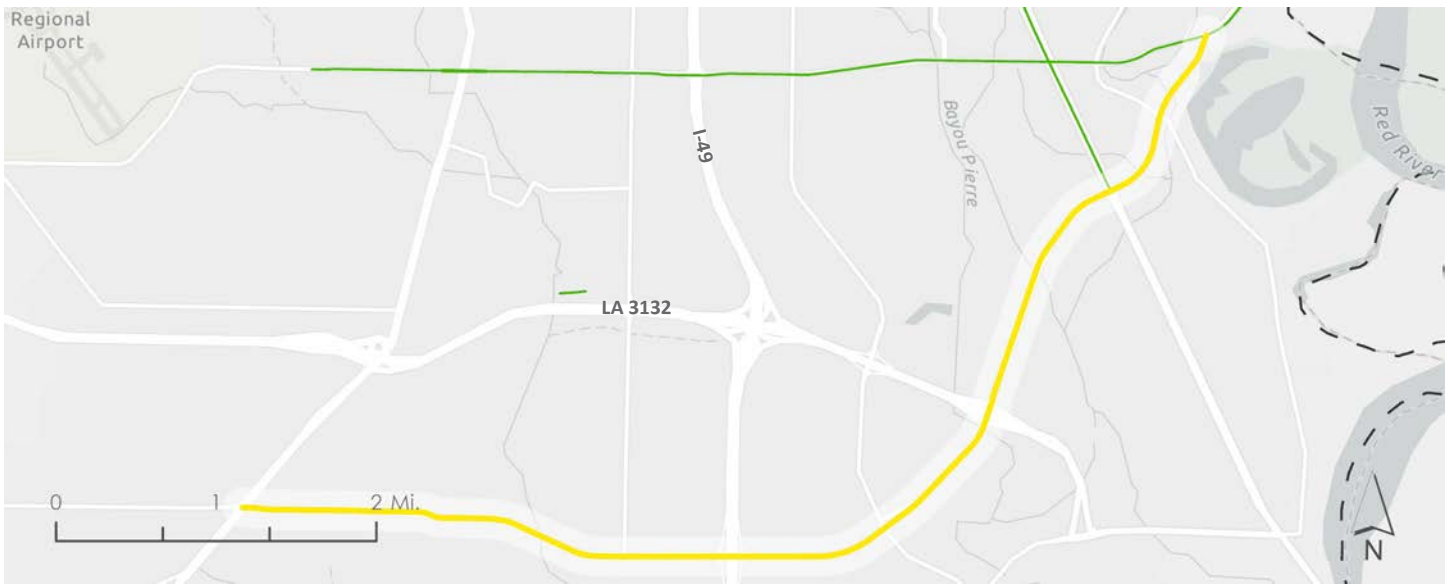 Regional
Airport
I-49
Bayou Pierre
Red River
LA 3132
0 1 2 Mi.
N